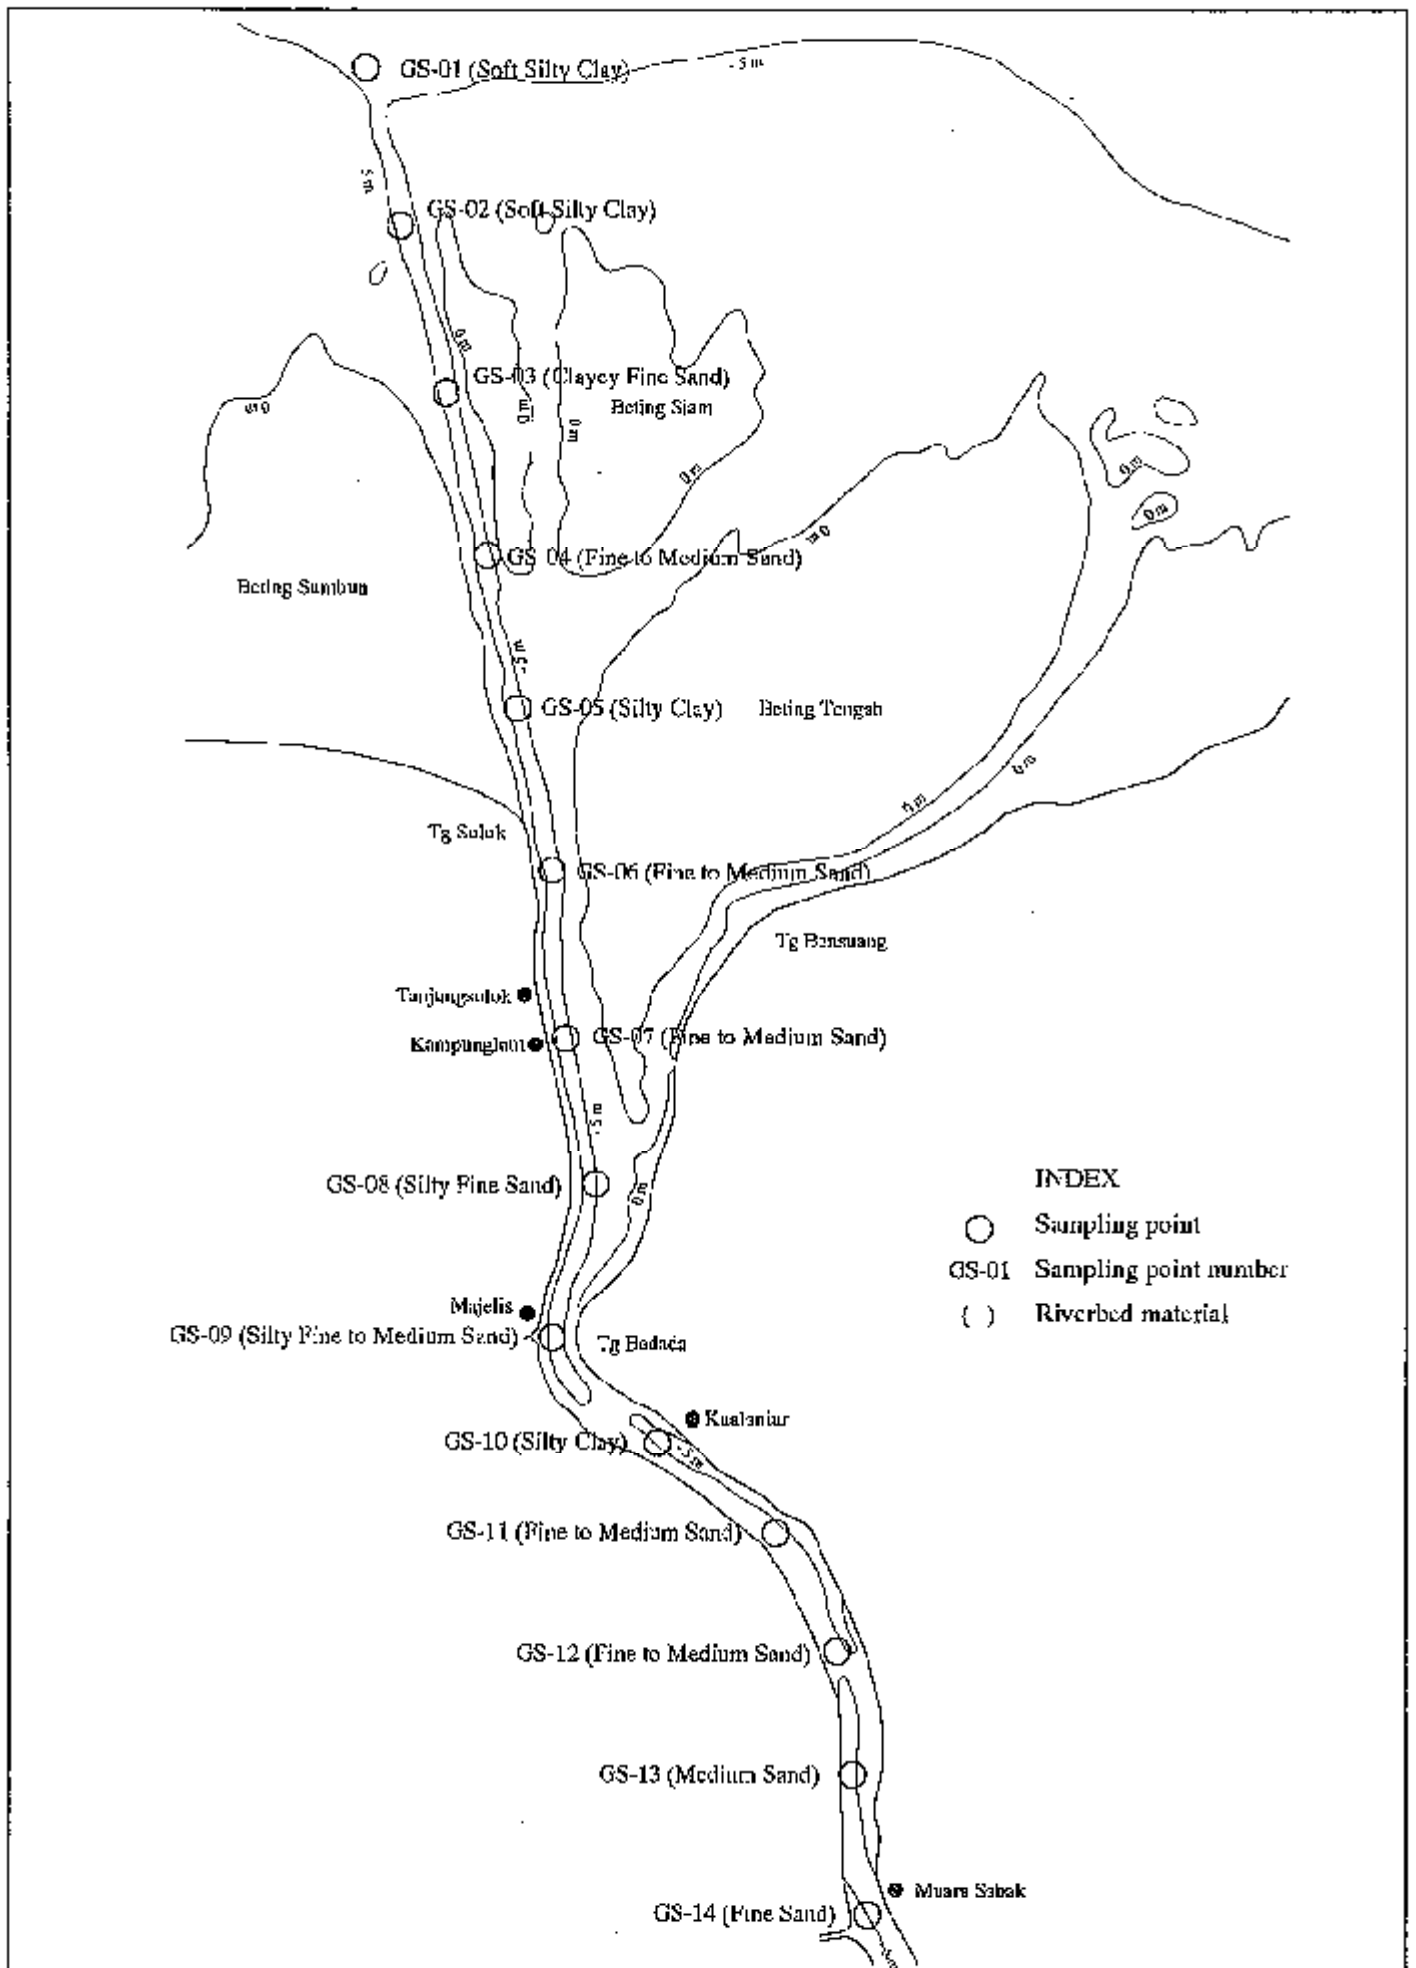 GS-01 (Soft Silty Clay)
- 5 m
5 m
GS-02 (Soft Silty Clay)
0 m
GS-03 (Clayey Fine Sand)
0 m
0 m
0 m
Beting Siam
0 m
0 m
0 m
GS-04 (Fine to Medium Sand)
0 m
Beting Sumbun
- 5 m
GS-05 (Silty Clay)
Beting Tengah
0 m
0 m
Tg Solok
GS-06 (Fine to Medium Sand)
Tg Bensuang
Tanjungsolok
GS-07 (Fine to Medium Sand)
Kampunglaut
- 5 m
GS-08 (Silty Fine Sand)
0 m
INDEX
Sampling point
GS-01 Sampling point number
( ) Riverbed material
Majelis
GS-09 (Silty Fine to Medium Sand)
Tg Bedada
Kualaniur
GS-10 (Silty Clay)
- 5 m
GS-11 (Fine to Medium Sand)
GS-12 (Fine to Medium Sand)
GS-13 (Medium Sand)
Muara Sabak
GS-14 (Fine Sand)